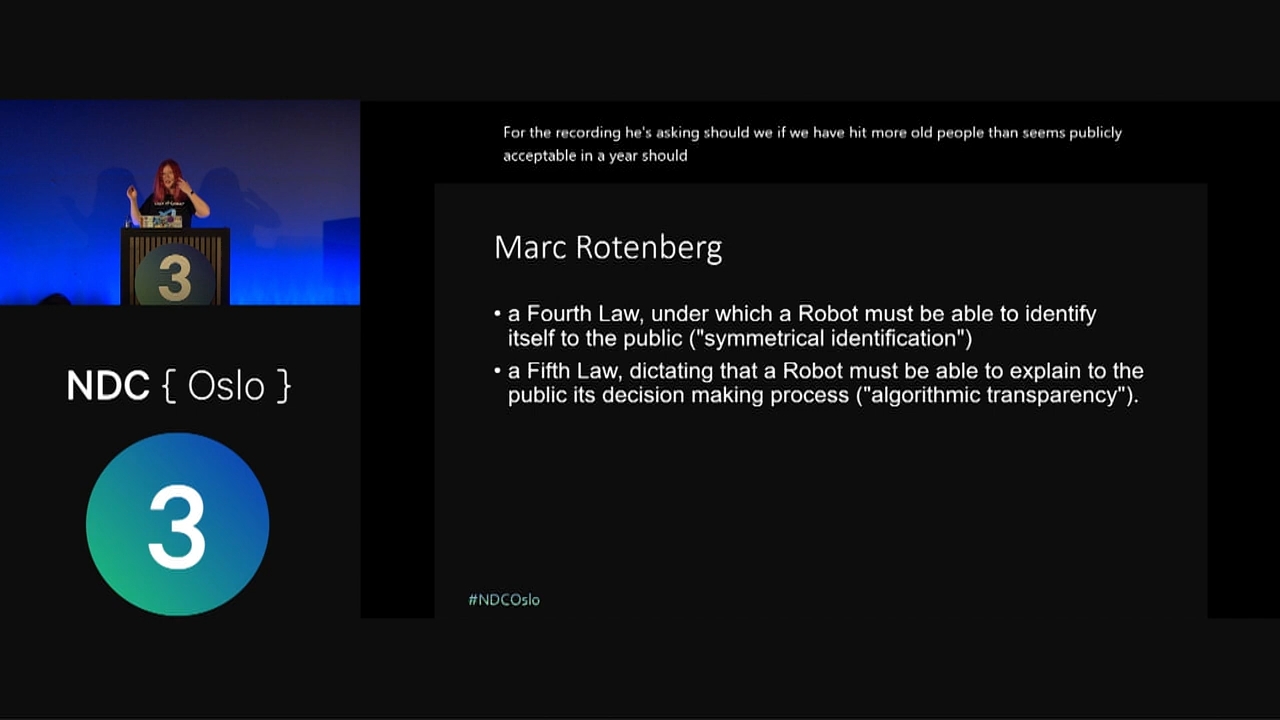 For the recording he's asking should we if we have hit more old people than seems publicly
acceptable in a year should
Marc Rotenberg
• a Fourth Law, under which a Robot must be able to identify
itself to the public ("symmetrical identification")
• a Fifth Law, dictating that a Robot must be able to explain to the
public its decision making process ("algorithmic transparency").
#NDCOslo
3
NDC { Oslo }
3